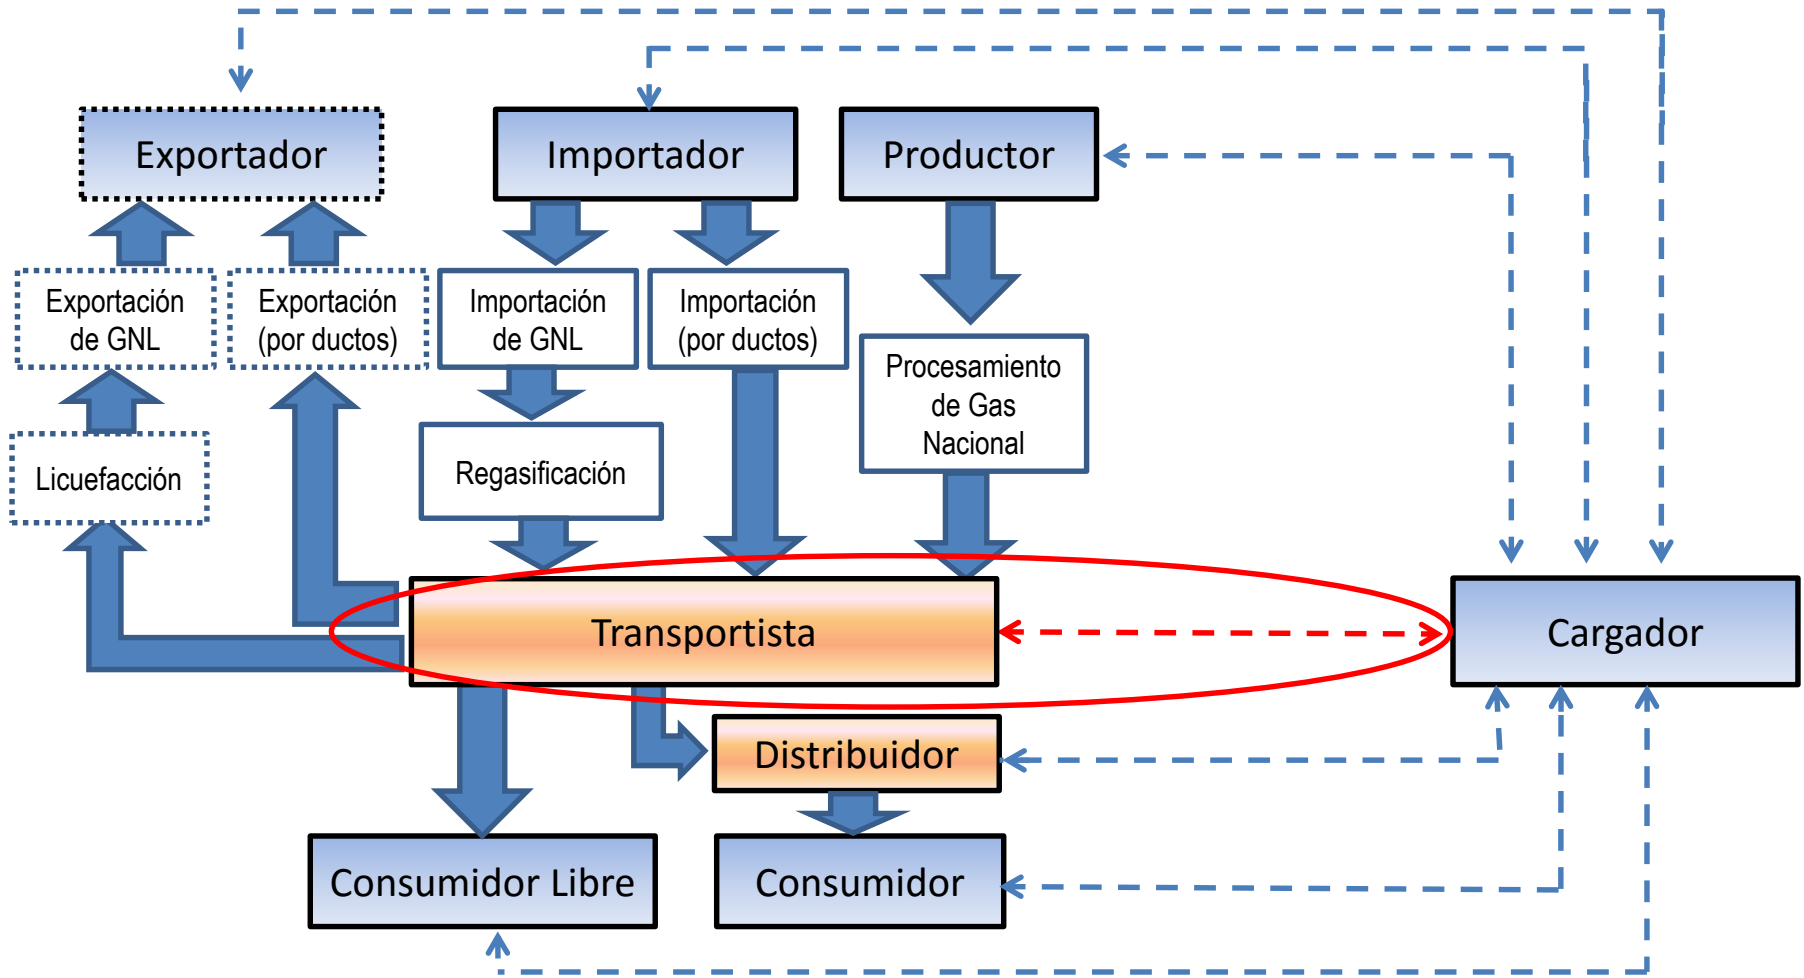 Exportador
Importador
Productor
Exportación
de GNL
Exportación
(por ductos)
Importación
de GNL
Importación
(por ductos)
Procesamiento
de Gas
Nacional
Licuefacción
Regasificación
Transportista
Cargador
Distribuidor
Consumidor Libre
Consumidor